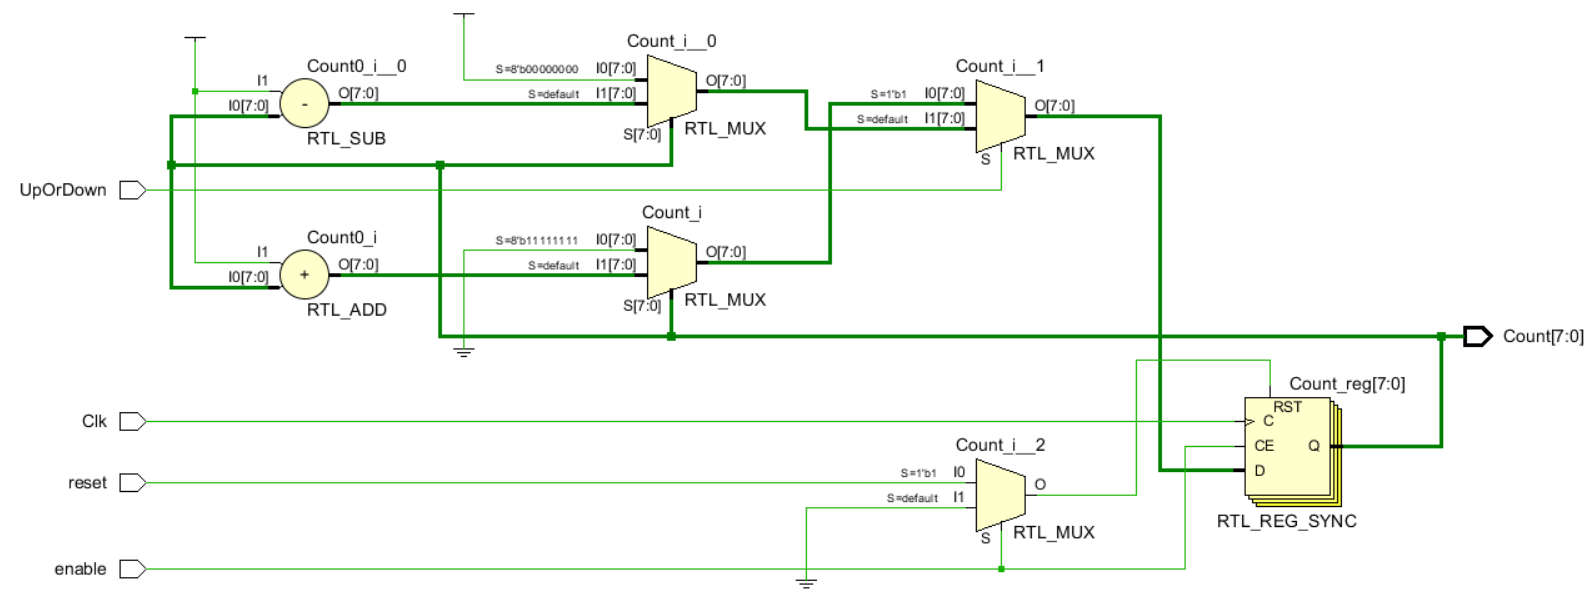 Count_i__0
Count0_i__0
S=8'b00000000 I0[7:0]
O[7:0]
Count_i__1
I1
O[7:0]
S=default I1[7:0]
S=1'b1 I0[7:0]
I0[7:0]
-
O[7:0]
S=default I1[7:0]
RTL_SUB
S[7:0]
RTL_MUX
S
RTL_MUX
UpOrDown
Count_i
Count0_i
S=8'b11111111 I0[7:0]
O[7:0]
I1
O[7:0]
S=default I1[7:0]
I0[7:0]
+
RTL_ADD
S[7:0]
RTL_MUX
Count[7:0]
Count_reg[7:0]
RST
Clk
C
Count_i__2
CE
Q
S=1'b1 I0
D
reset
O
S=default I1
RTL_REG_SYNC
S
RTL_MUX
enable